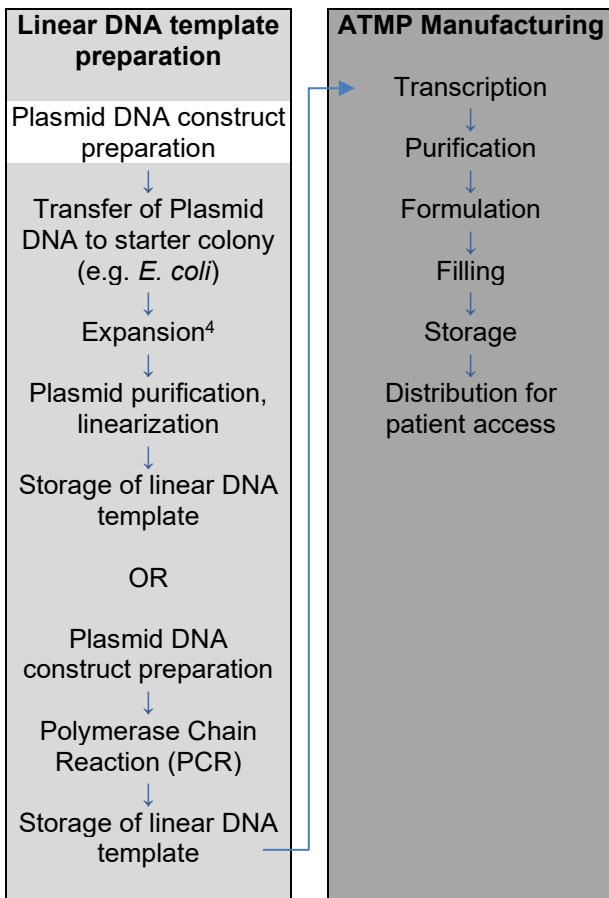 Linear DNA template
preparation
Plasmid DNA construct
preparation
↓
Transfer of Plasmid
DNA to starter colony
(e.g. E. coli)
↓
Expansion⁴
↓
Plasmid purification,
linearization
↓
Storage of linear DNA
template
OR
Plasmid DNA
construct preparation
↓
Polymerase Chain
Reaction (PCR)
↓
Storage of linear DNA
template
ATMP Manufacturing
Transcription
↓
Purification
↓
Formulation
↓
Filling
↓
Storage
↓
Distribution for
patient access